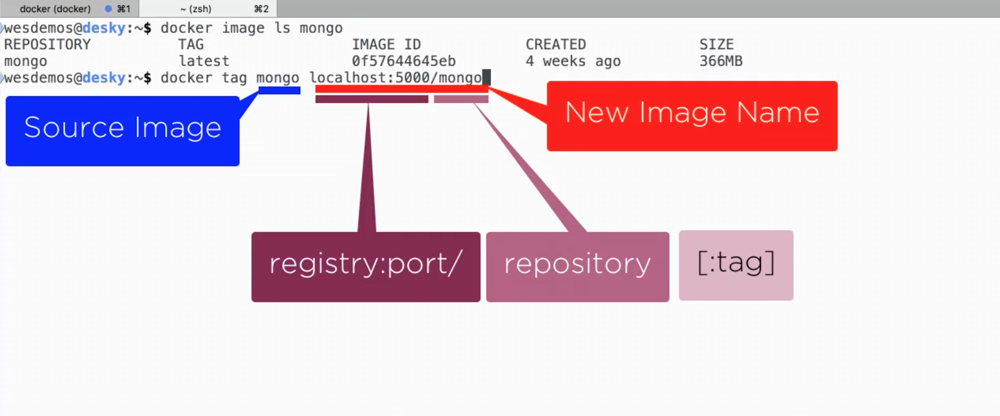 docker (docker) ⌘1 ~ (zsh) ⌘2
wesdemos@desky:~$ docker image ls mongo
REPOSITORY TAG IMAGE ID CREATED SIZE
mongo latest 0f57644645eb 4 weeks ago 366MB
wesdemos@desky:~$ docker tag mongo localhost:5000/mongo
Source Image
New Image Name
registry:port/ repository [:tag]